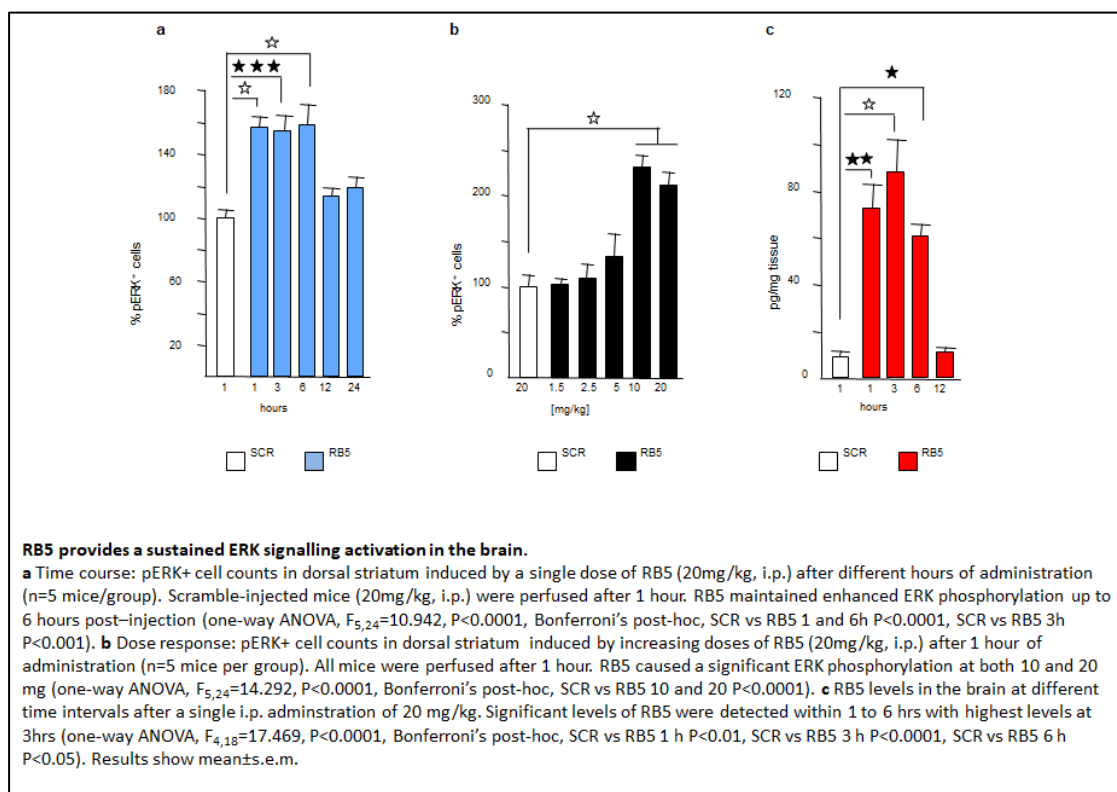 a
b
c
180
140
100
60
20
% pERK⁺ cells
1 1 3 6 12 24
hours
SCR RB5
300
200
100
0
% pERK⁺ cells
20 1.5 2.5 5 10 20
[mg/kg]
SCR RB5
120
80
40
0
pg/mg tissue
1 1 3 6 12
hours
SCR RB5
RB5 provides a sustained ERK signalling activation in the brain.
a Time course: pERK+ cell counts in dorsal striatum induced by a single dose of RB5 (20mg/kg, i.p.) after different hours of administration
(n=5 mice/group). Scramble-injected mice (20mg/kg, i.p.) were perfused after 1 hour. RB5 maintained enhanced ERK phosphorylation up to
6 hours post–injection (one-way ANOVA, F5,24=10.942, P<0.0001, Bonferroni's post-hoc, SCR vs RB5 1 and 6h P<0.0001, SCR vs RB5 3h
P<0.001). b Dose response: pERK+ cell counts in dorsal striatum induced by increasing doses of RB5 (20mg/kg, i.p.) after 1 hour of
administration (n=5 mice per group). All mice were perfused after 1 hour. RB5 caused a significant ERK phosphorylation at both 10 and 20
mg (one-way ANOVA, F5,24=14.292, P<0.0001, Bonferroni's post-hoc, SCR vs RB5 10 and 20 P<0.0001). c RB5 levels in the brain at different
time intervals after a single i.p. adminstration of 20 mg/kg. Significant levels of RB5 were detected within 1 to 6 hrs with highest levels at
3hrs (one-way ANOVA, F4,18=17.469, P<0.0001, Bonferroni's post-hoc, SCR vs RB5 1 h P<0.01, SCR vs RB5 3 h P<0.0001, SCR vs RB5 6 h
P<0.05). Results show mean±s.e.m.